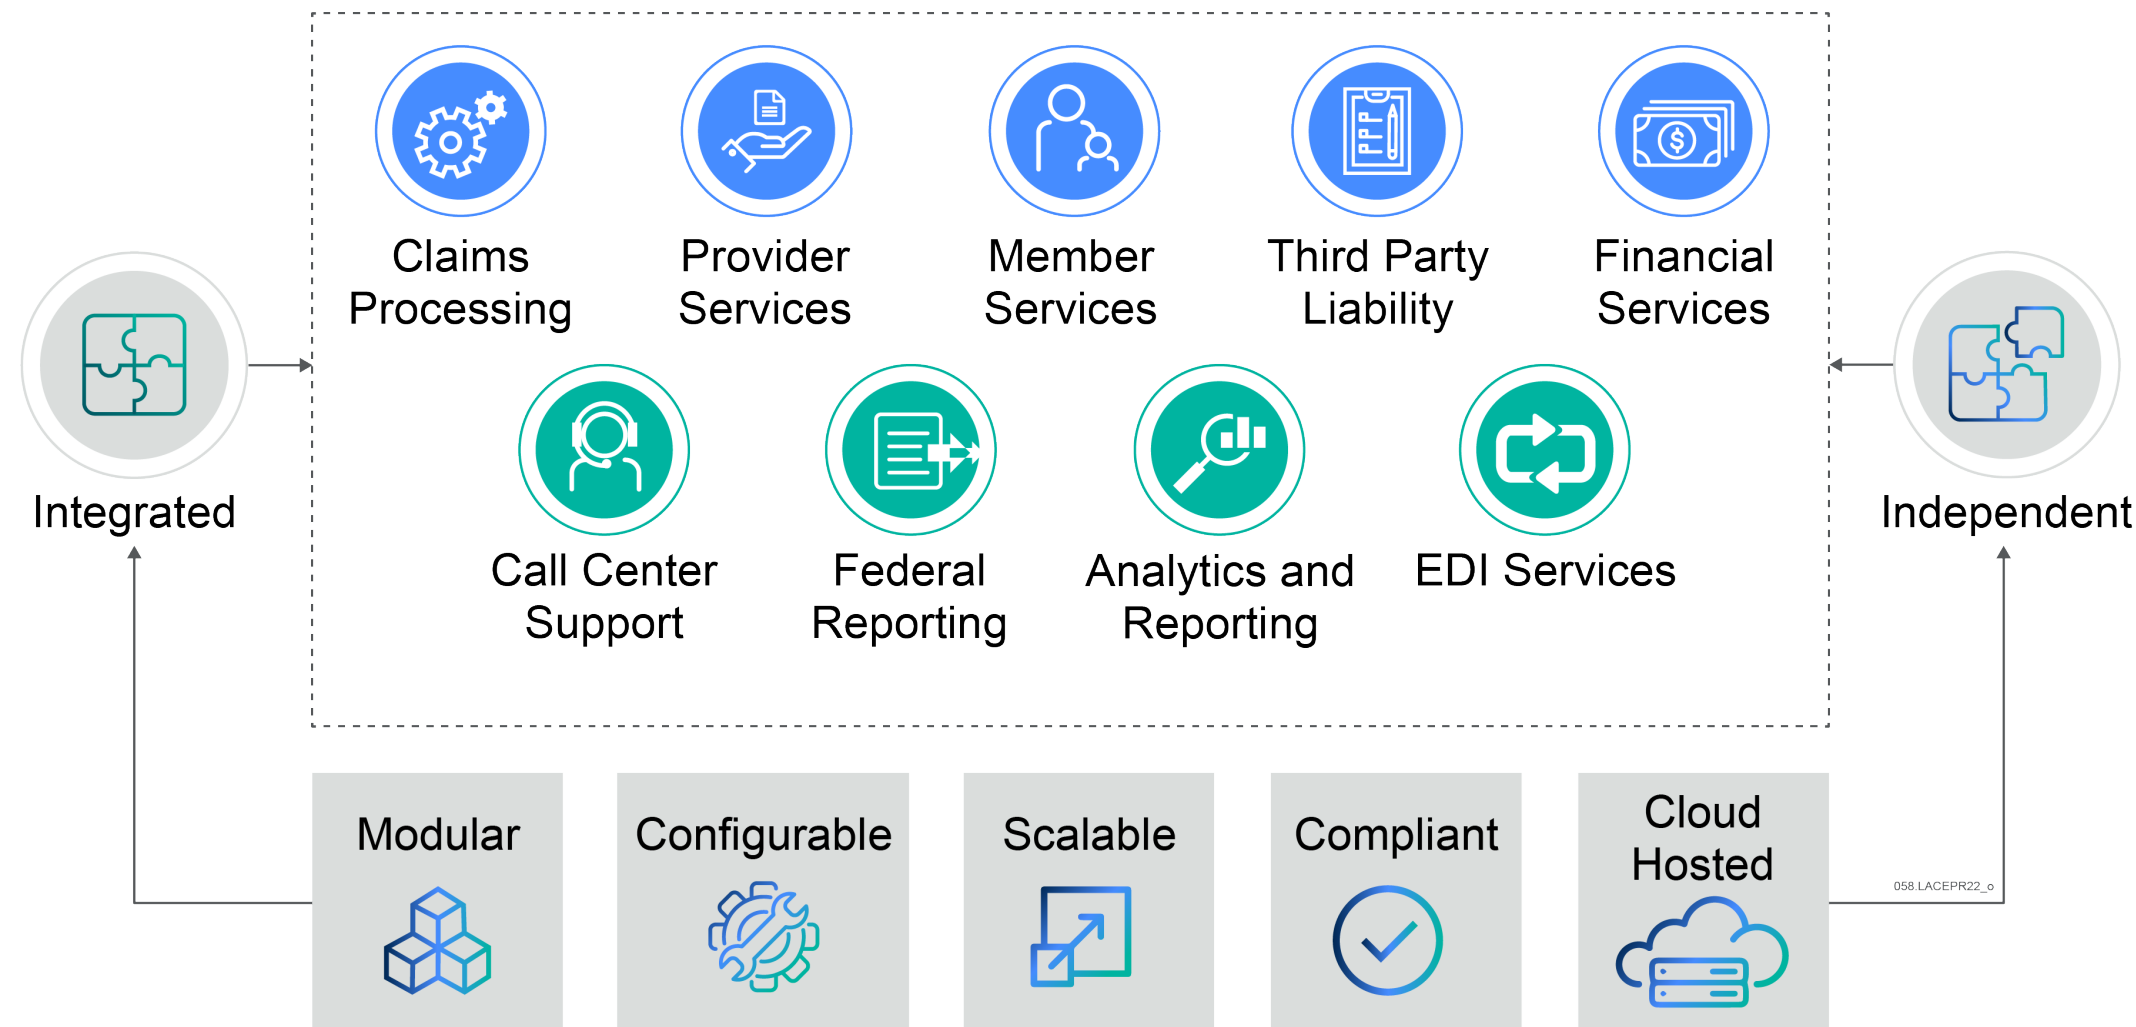 Claims
Processing
Provider
Services
Member
Services
Third Party
Liability
Financial
Services
Integrated
Independent
Call Center
Support
Federal
Reporting
Analytics and
Reporting
EDI Services
Modular
Configurable
Scalable
Compliant
Cloud
Hosted
058.LACEPR22_o